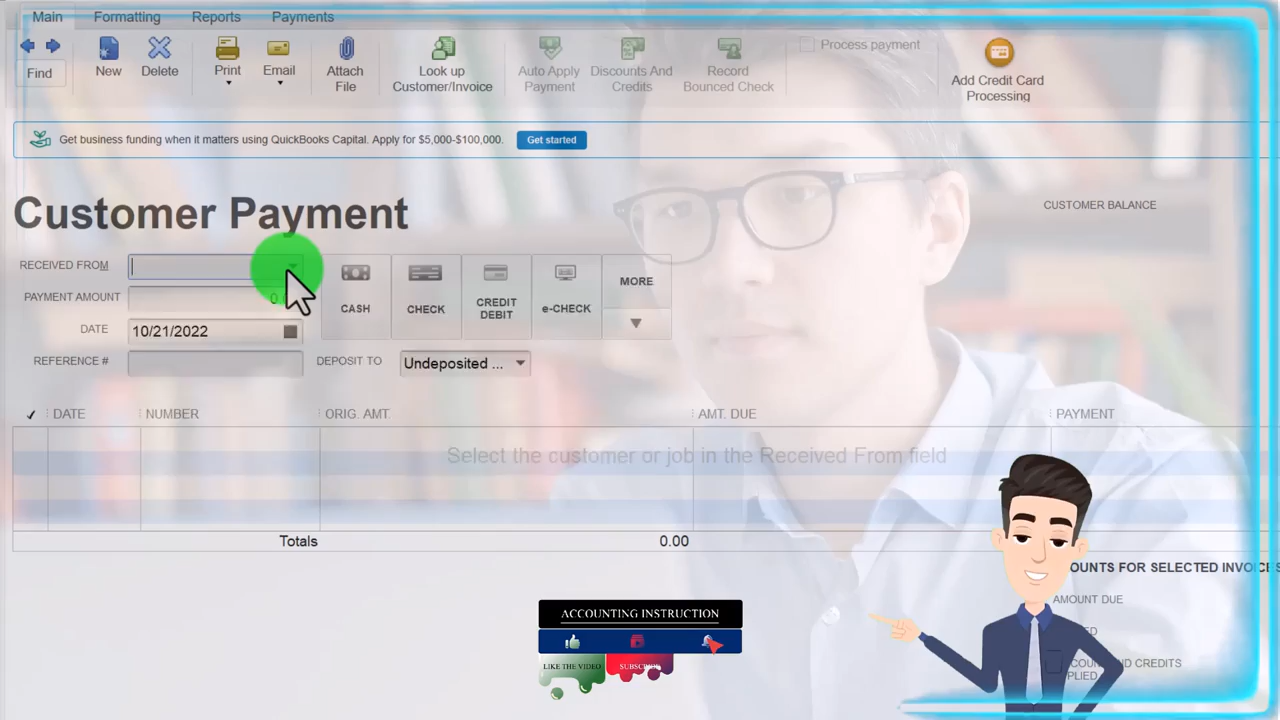 Main Formatting Reports Payments
Find New Delete Print Email Attach File Look up Customer/Invoice Auto Apply Payment Discounts And Credits Record Bounced Check Process payment Add Credit Card Processing
Get business funding when it matters using QuickBooks Capital. Apply for $5,000-$100,000. Get started
Customer Payment
CUSTOMER BALANCE
RECEIVED FROM
PAYMENT AMOUNT
DATE 10/21/2022
REFERENCE #
CASH CHECK CREDIT DEBIT e-CHECK MORE
DEPOSIT TO Undeposited ...
DATE NUMBER ORIG. AMT. AMT. DUE PAYMENT
Select the customer or job in the Received From field
Totals 0.00
FOR SELECTED INVOICES
AMOUNT DUE
CREDITS
ACCOUNTING INSTRUCTION
LIKE THE VIDEO